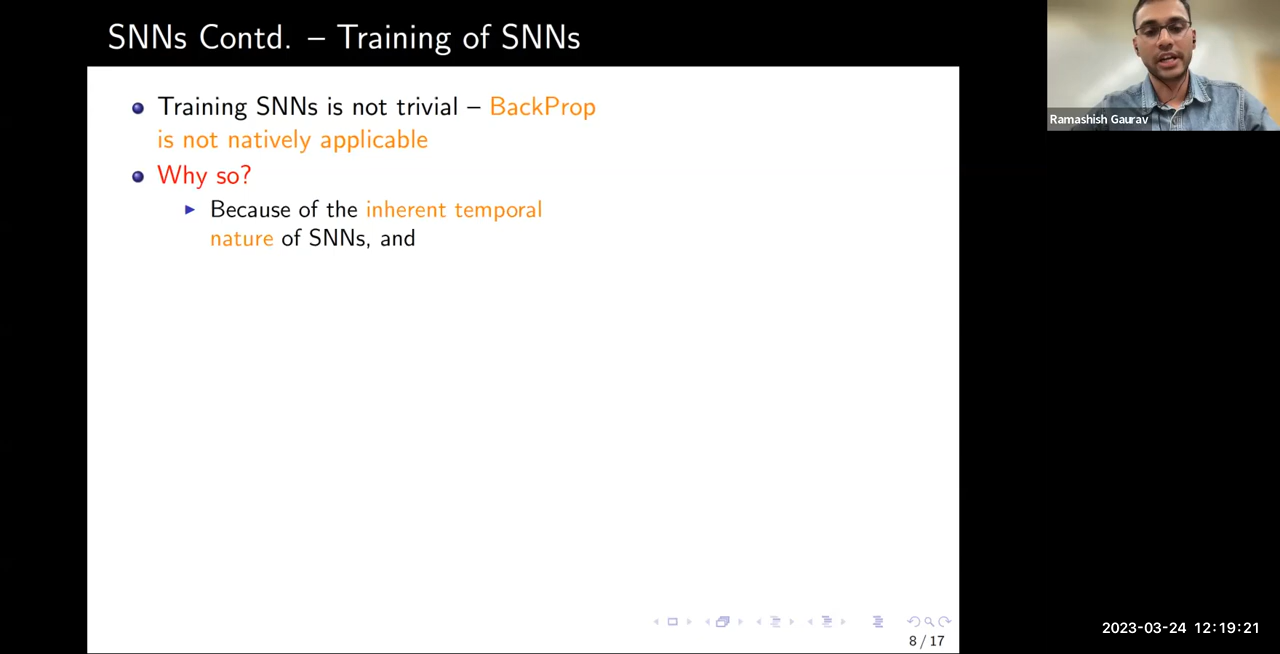 SNNs Contd. – Training of SNNs
Training SNNs is not trivial – BackProp
is not natively applicable
Why so?
Because of the inherent temporal
nature of SNNs, and
8 / 17
Ramashish Gaurav
2023-03-24 12:19:21